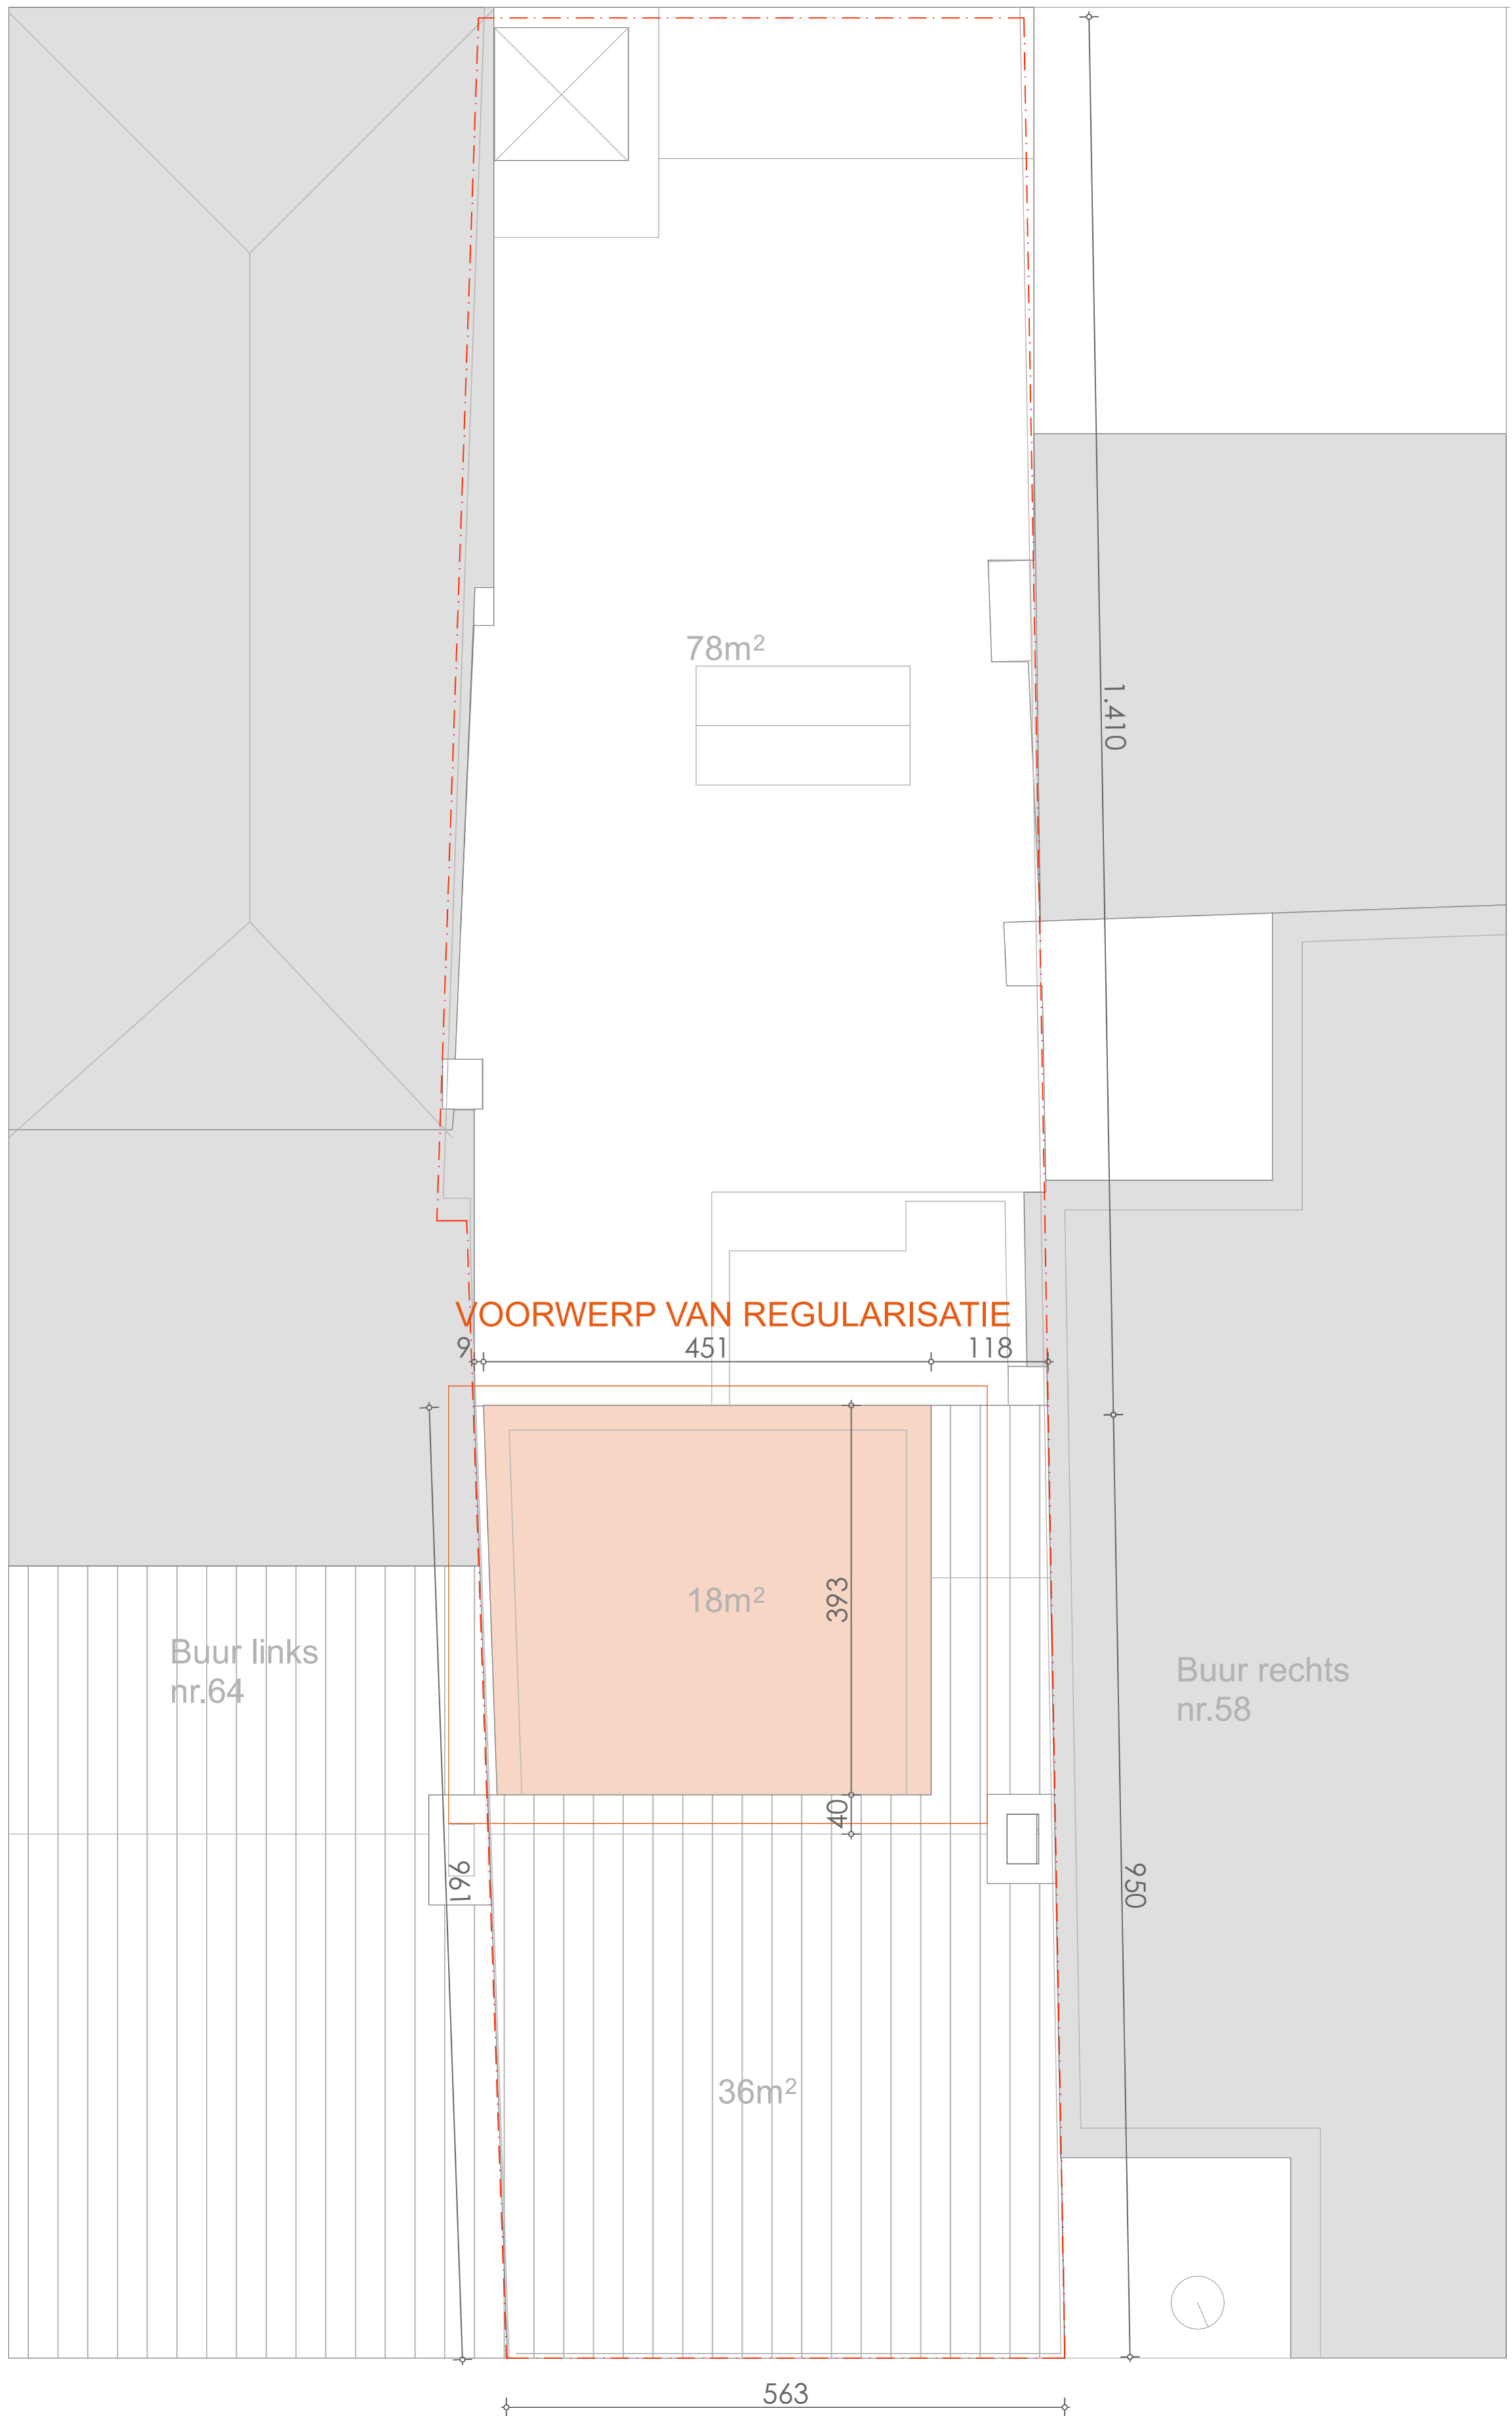 78m²
1.410
VOORWERP VAN REGULARISATIE
9
451
118
18m²
393
Buur links
nr.64
Buur rechts
nr.58
40
961
950
36m²
563